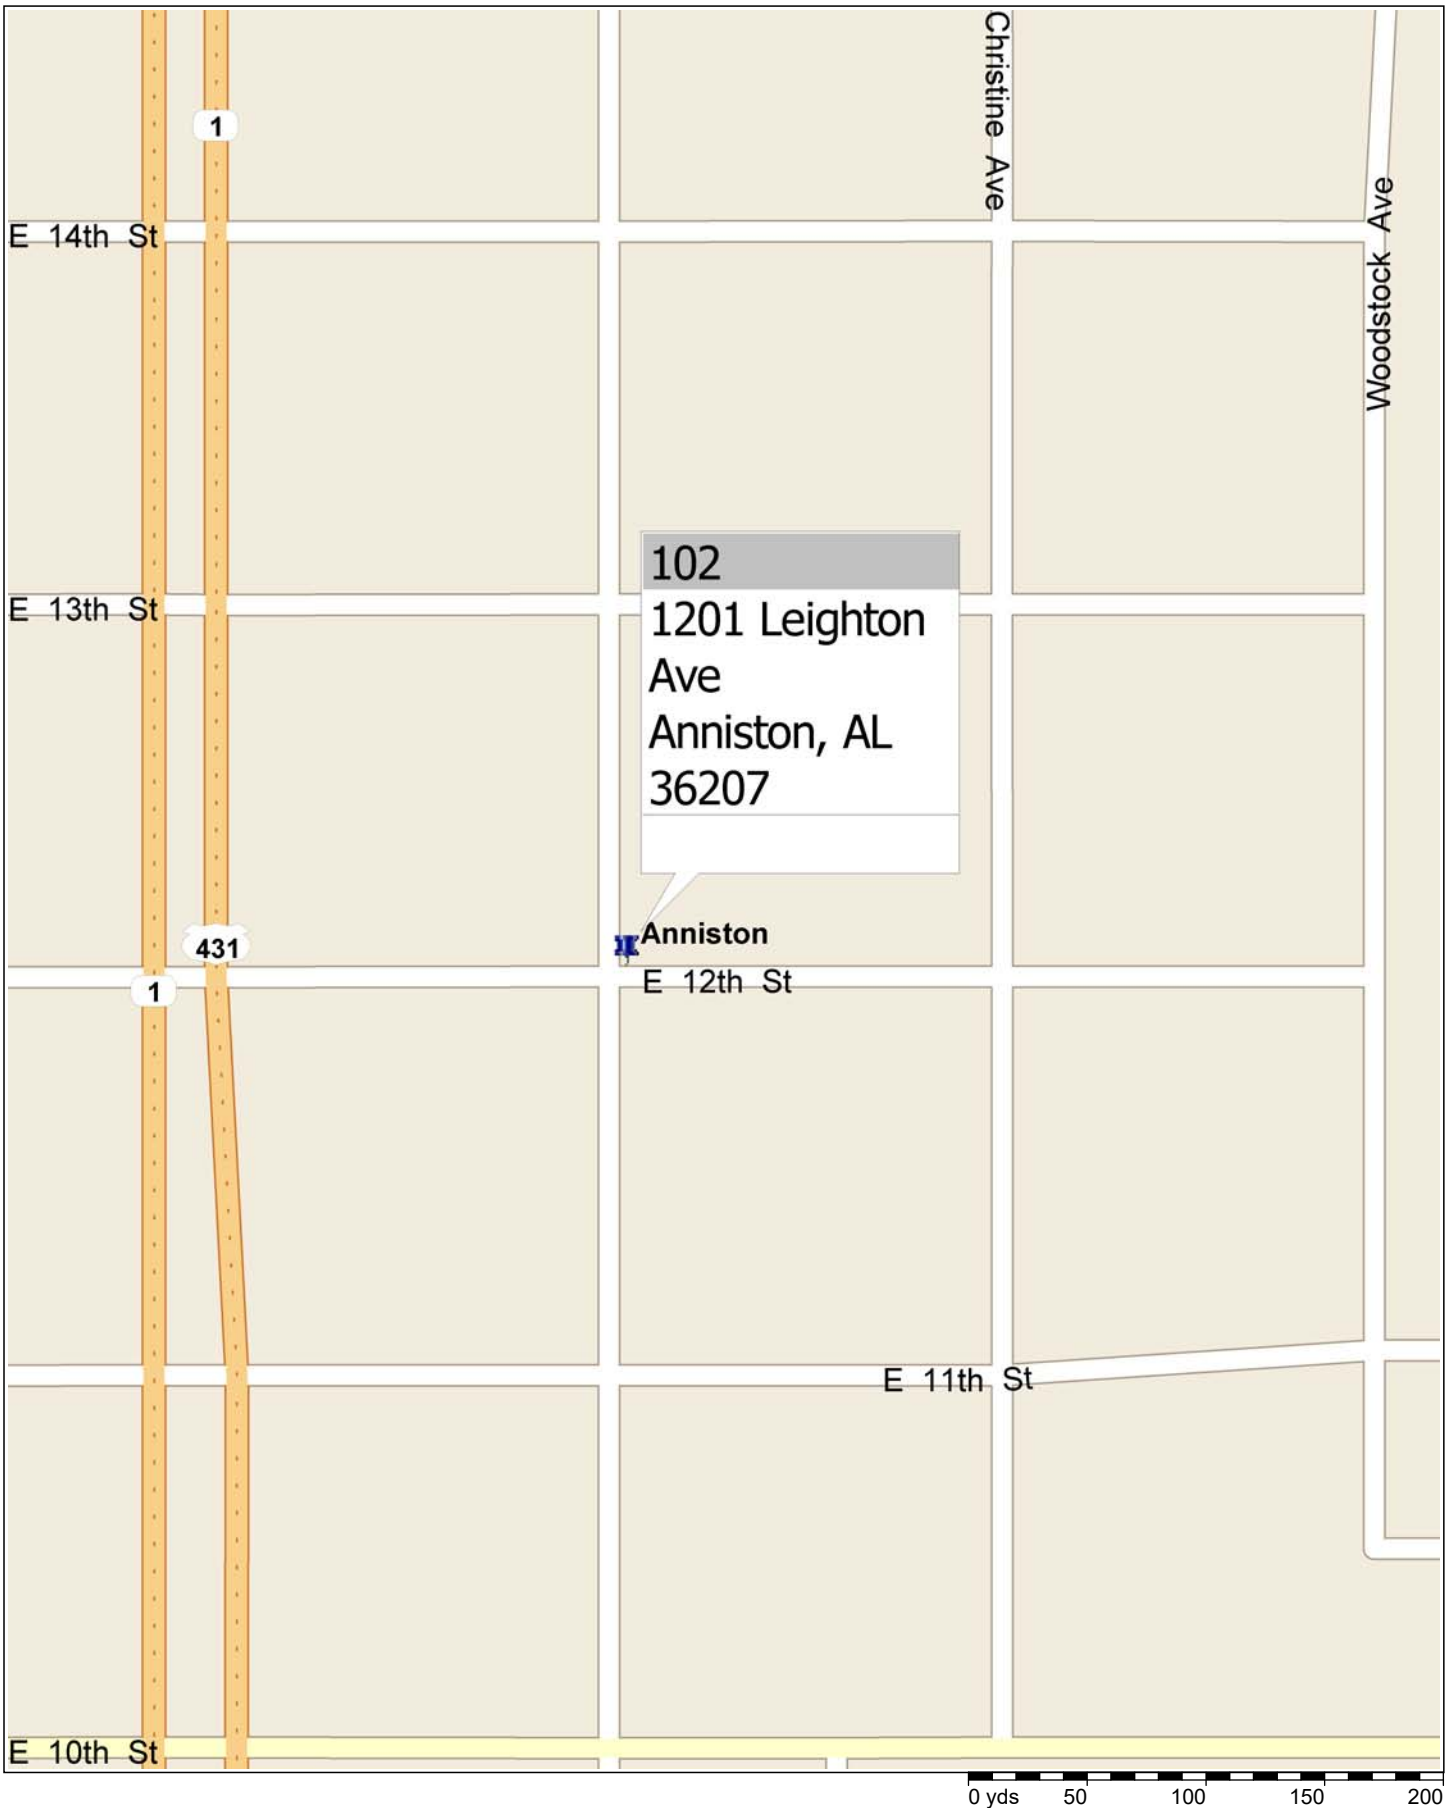 Christine Ave
1
Woodstock Ave
E 14th St
102
1201 Leighton
Ave
Anniston, AL
36207
E 13th St
Anniston
431
E 12th St
1
E 11th St
E 10th St
0 yds 50 100 150 200